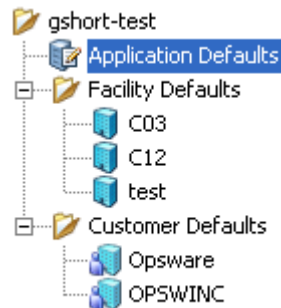 gshort-test
Application Defaults
Facility Defaults
C03
C12
test
Customer Defaults
Opsware
OPSWINC